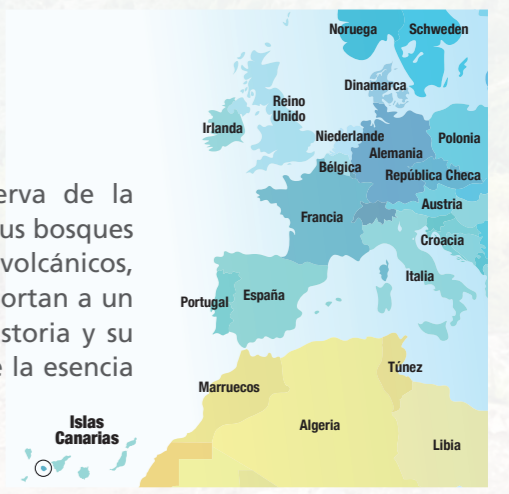 erva de la
us bosques
volcánicos,
ortan a un
storia y su
e la esencia
Noruega
Schweden
Dinamarca
Reino
Unido
Irlanda
Niederlande
Polonia
Alemania
Bélgica
República Checa
Austria
Francia
Croacia
Italia
Portugal
España
Túnez
Marruecos
Algeria
Islas
Canarias
Libia